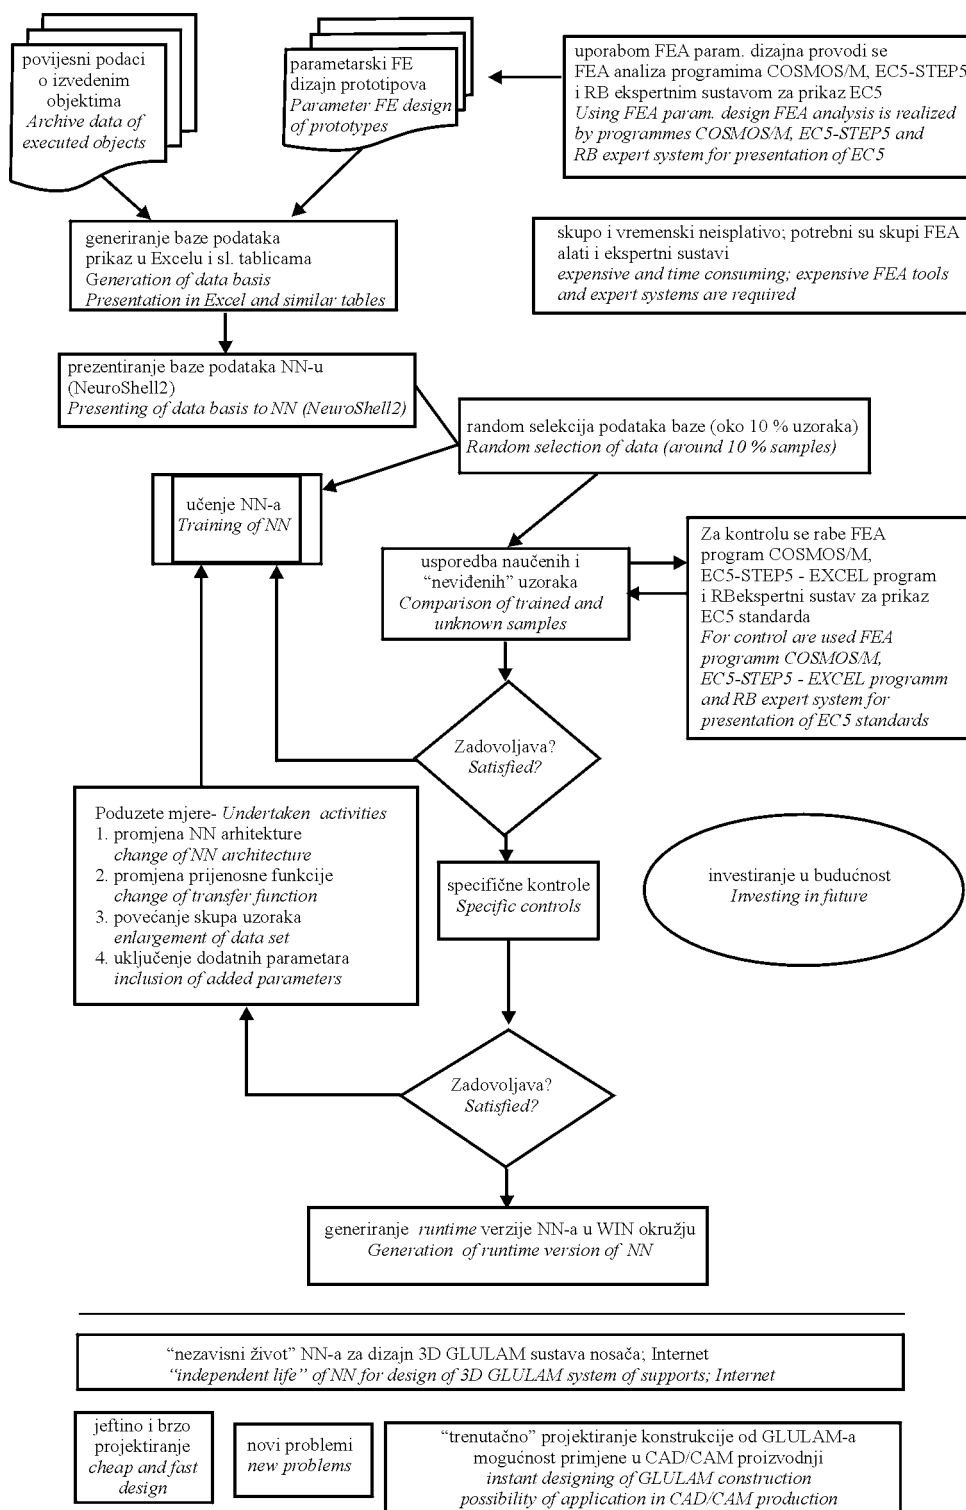 povijesni podaci
o izvedenim
objektima
Archive data of
executed objects
parametarski FE
dizajn prototipova
Parameter FE design
of prototypes
uporabom FEA param. dizajna provodi se
FEA analiza programima COSMOS/M, EC5-STEP5
i RB ekspertnim sustavom za prikaz EC5
Using FEA param. design FEA analysis is realized
by programmes COSMOS/M, EC5-STEP5 and
RB expert system for presentation of EC5
generiranje baze podataka
prikaz u Excelu i sl. tablicama
Generation of data basis
Presentation in Excel and similar tables
skupo i vremenski neisplativo; potrebni su skupi FEA
alati i ekspertni sustavi
expensive and time consuming; expensive FEA tools
and expert systems are required
prezentiranje baze podataka NN-u
(NeuroShell2)
Presenting of data basis to NN (NeuroShell2)
random selekcija podataka baze (oko 10 % uzoraka)
Random selection of data (around 10 % samples)
učenje NN-a
Training of NN
usporedba naučenih i
“neviđenih” uzoraka
Comparison of trained and
unknown samples
Za kontrolu se rabe FEA
program COSMOS/M,
EC5-STEP5 - EXCEL program
i RBekspertni sustav za prikaz
EC5 standarda
For control are used FEA
programm COSMOS/M,
EC5-STEP5 - EXCEL programm
and RB expert system for
presentation of EC5 standards
Zadovoljava?
Satisfied?
Poduzete mjere- Undertaken activities
1. promjena NN arhitekture
change of NN architecture
2. promjena prijenosne funkcije
change of transfer function
3. povećanje skupa uzoraka
enlargement of data set
4. uključenje dodatnih parametara
inclusion of added parameters
specifične kontrole
Specific controls
investiranje u budućnost
Investing in future
Zadovoljava?
Satisfied?
generiranje runtime verzije NN-a u WIN okružju
Generation of runtime version of NN
“nezavisni život” NN-a za dizajn 3D GLULAM sustava nosača; Internet
“independent life” of NN for design of 3D GLULAM system of supports; Internet
jeftino i brzo
projektiranje
cheap and fast
design
novi problemi
new problems
“trenutačno” projektiranje konstrukcije od GLULAM-a
mogućnost primjene u CAD/CAM proizvodnji
instant designing of GLULAM construction
possibility of application in CAD/CAM production